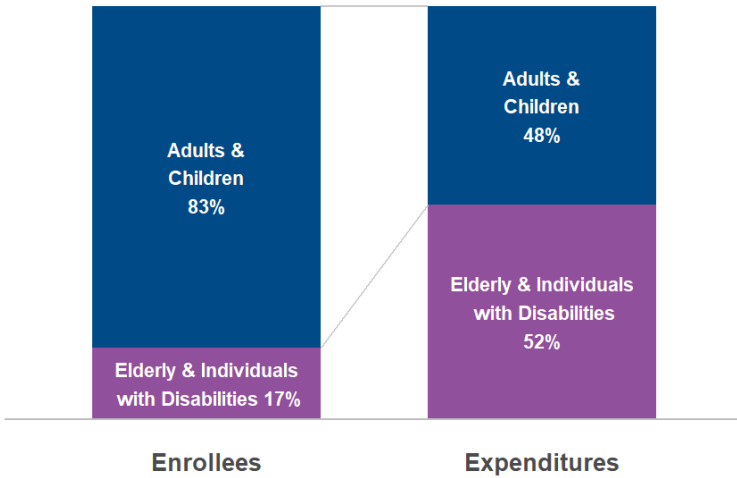 Adults &
Children
83%
Elderly & Individuals
with Disabilities 17%
Adults &
Children
48%
Elderly & Individuals
with Disabilities
52%
Enrollees
Expenditures